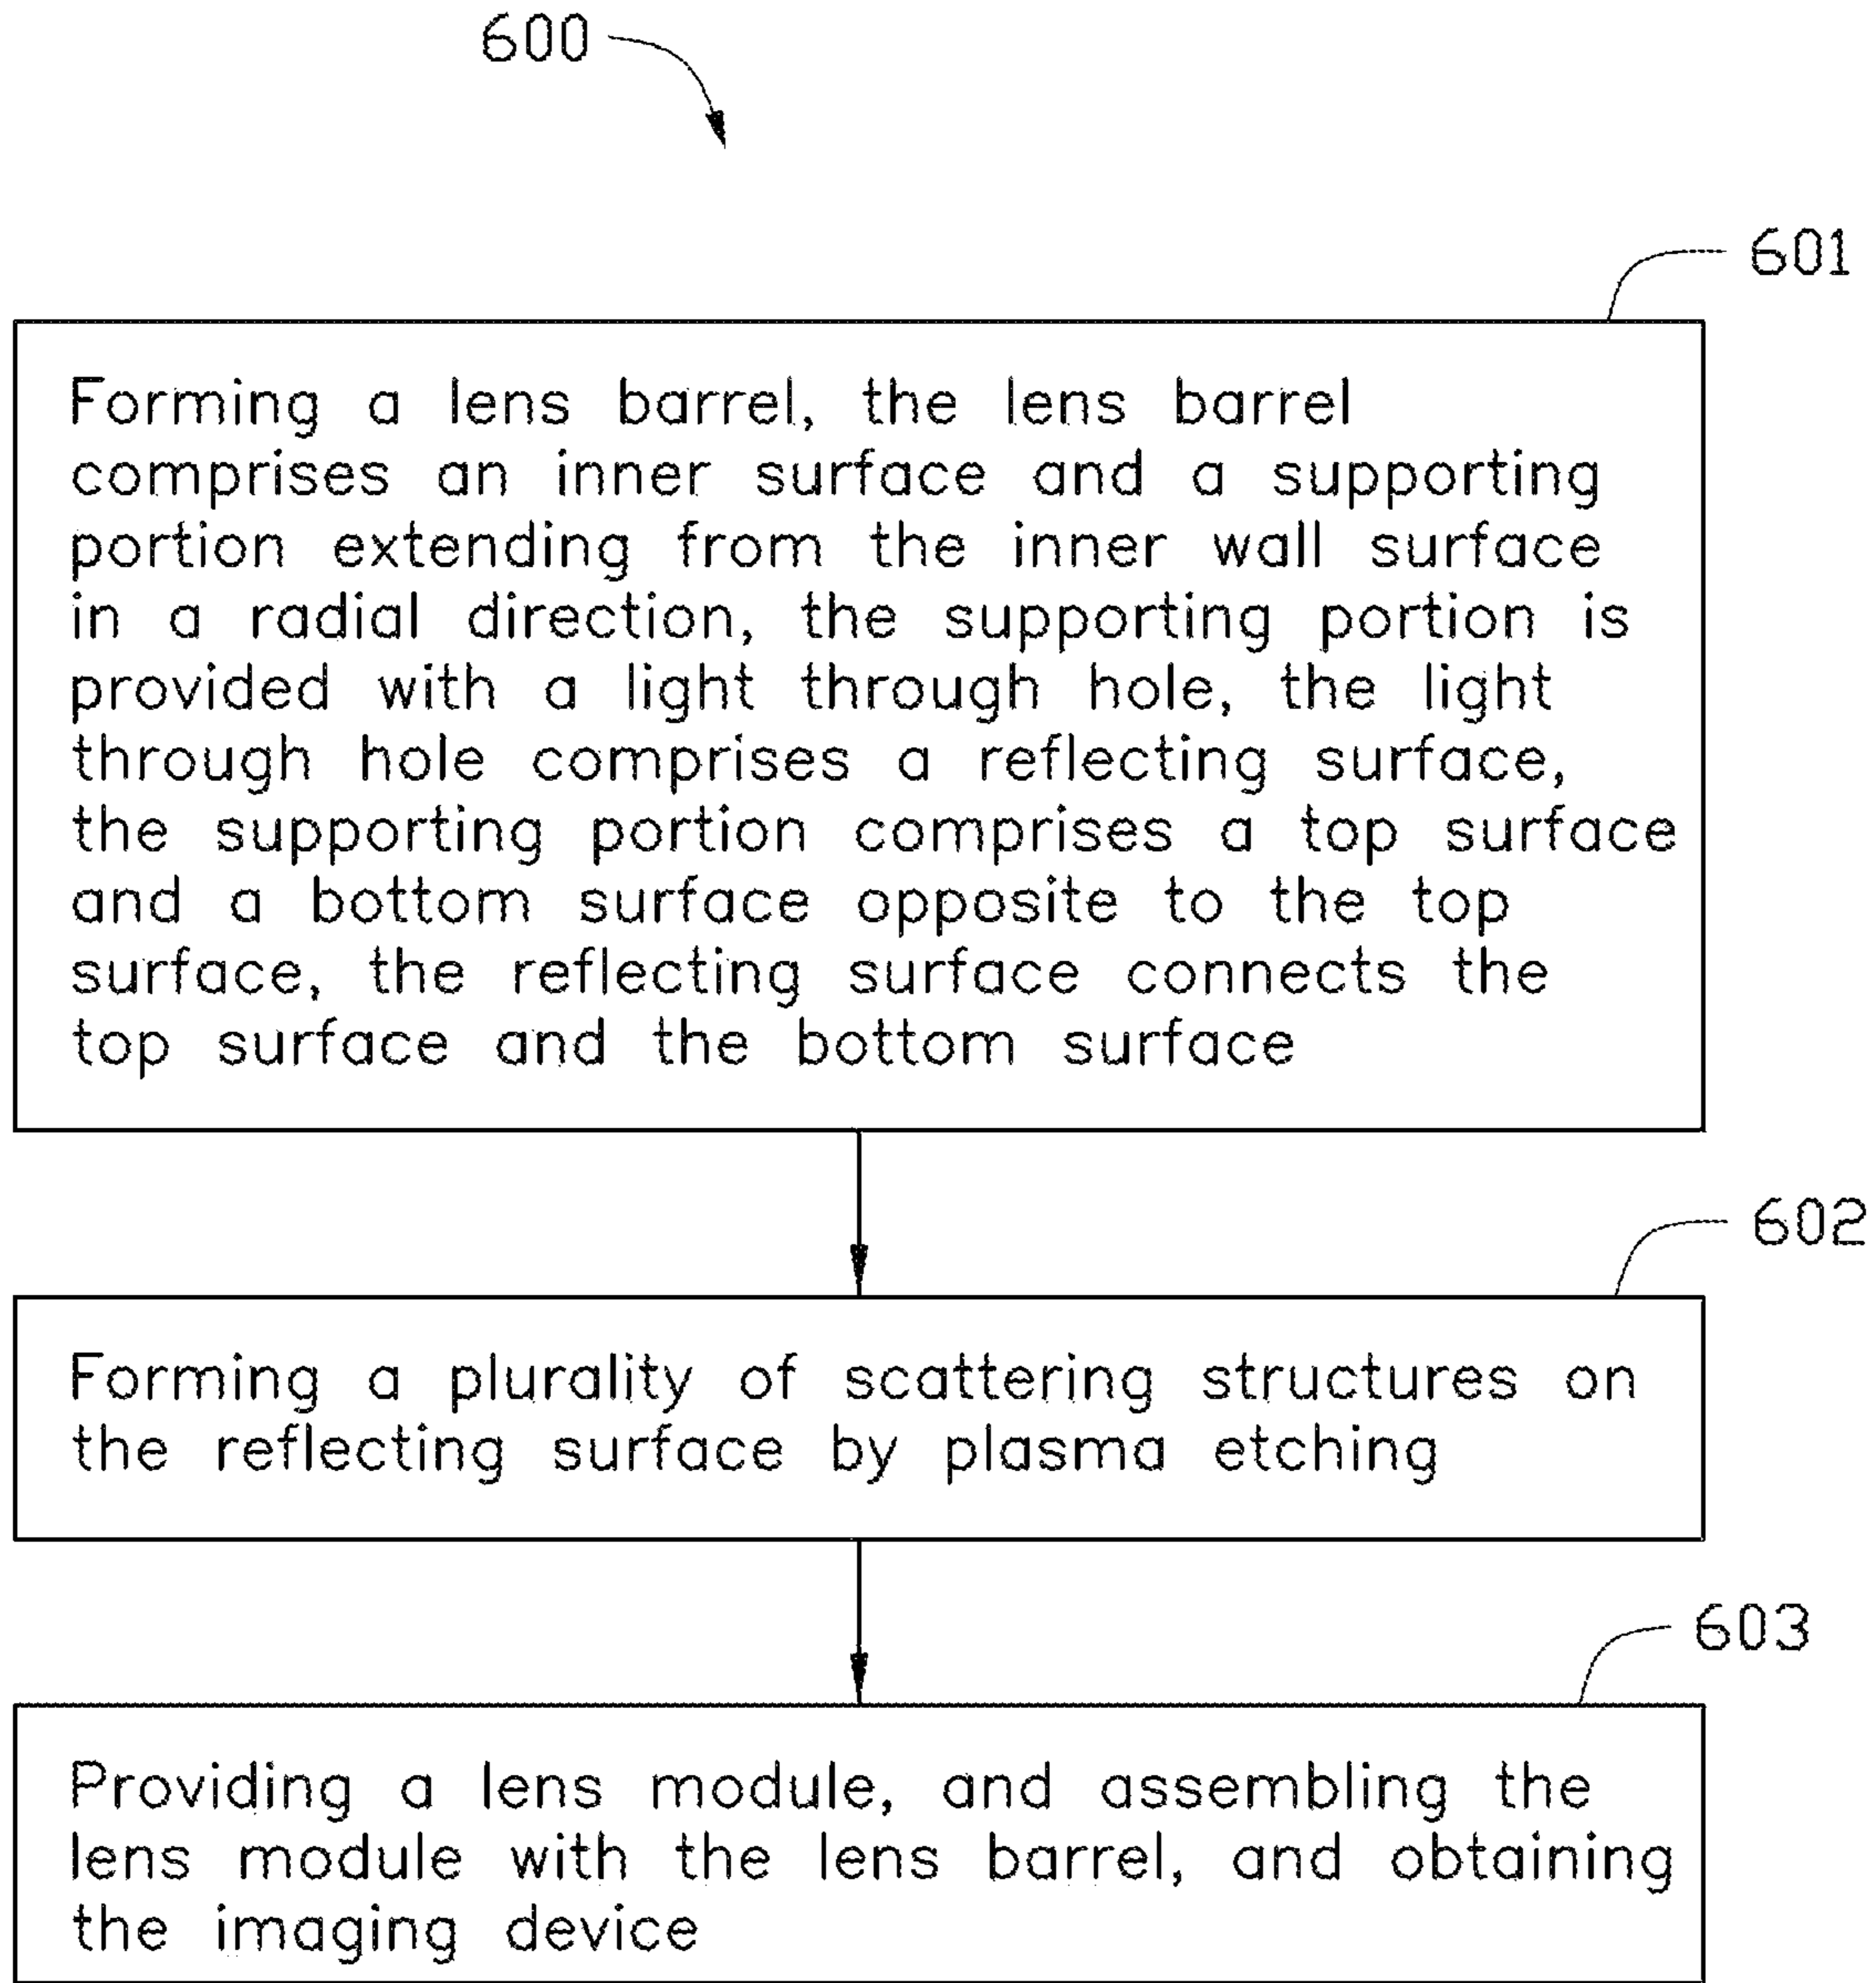 600
601
Forming a lens barrel, the lens barrel
comprises an inner surface and a supporting
portion extending from the inner wall surface
in a radial direction, the supporting portion is
provided with a light through hole, the light
through hole comprises a reflecting surface,
the supporting portion comprises a top surface
and a bottom surface opposite to the top
surface, the reflecting surface connects the
top surface and the bottom surface
602
Forming a plurality of scattering structures on
the reflecting surface by plasma etching
603
Providing a lens module, and assembling the
lens module with the lens barrel, and obtaining
the imaging device